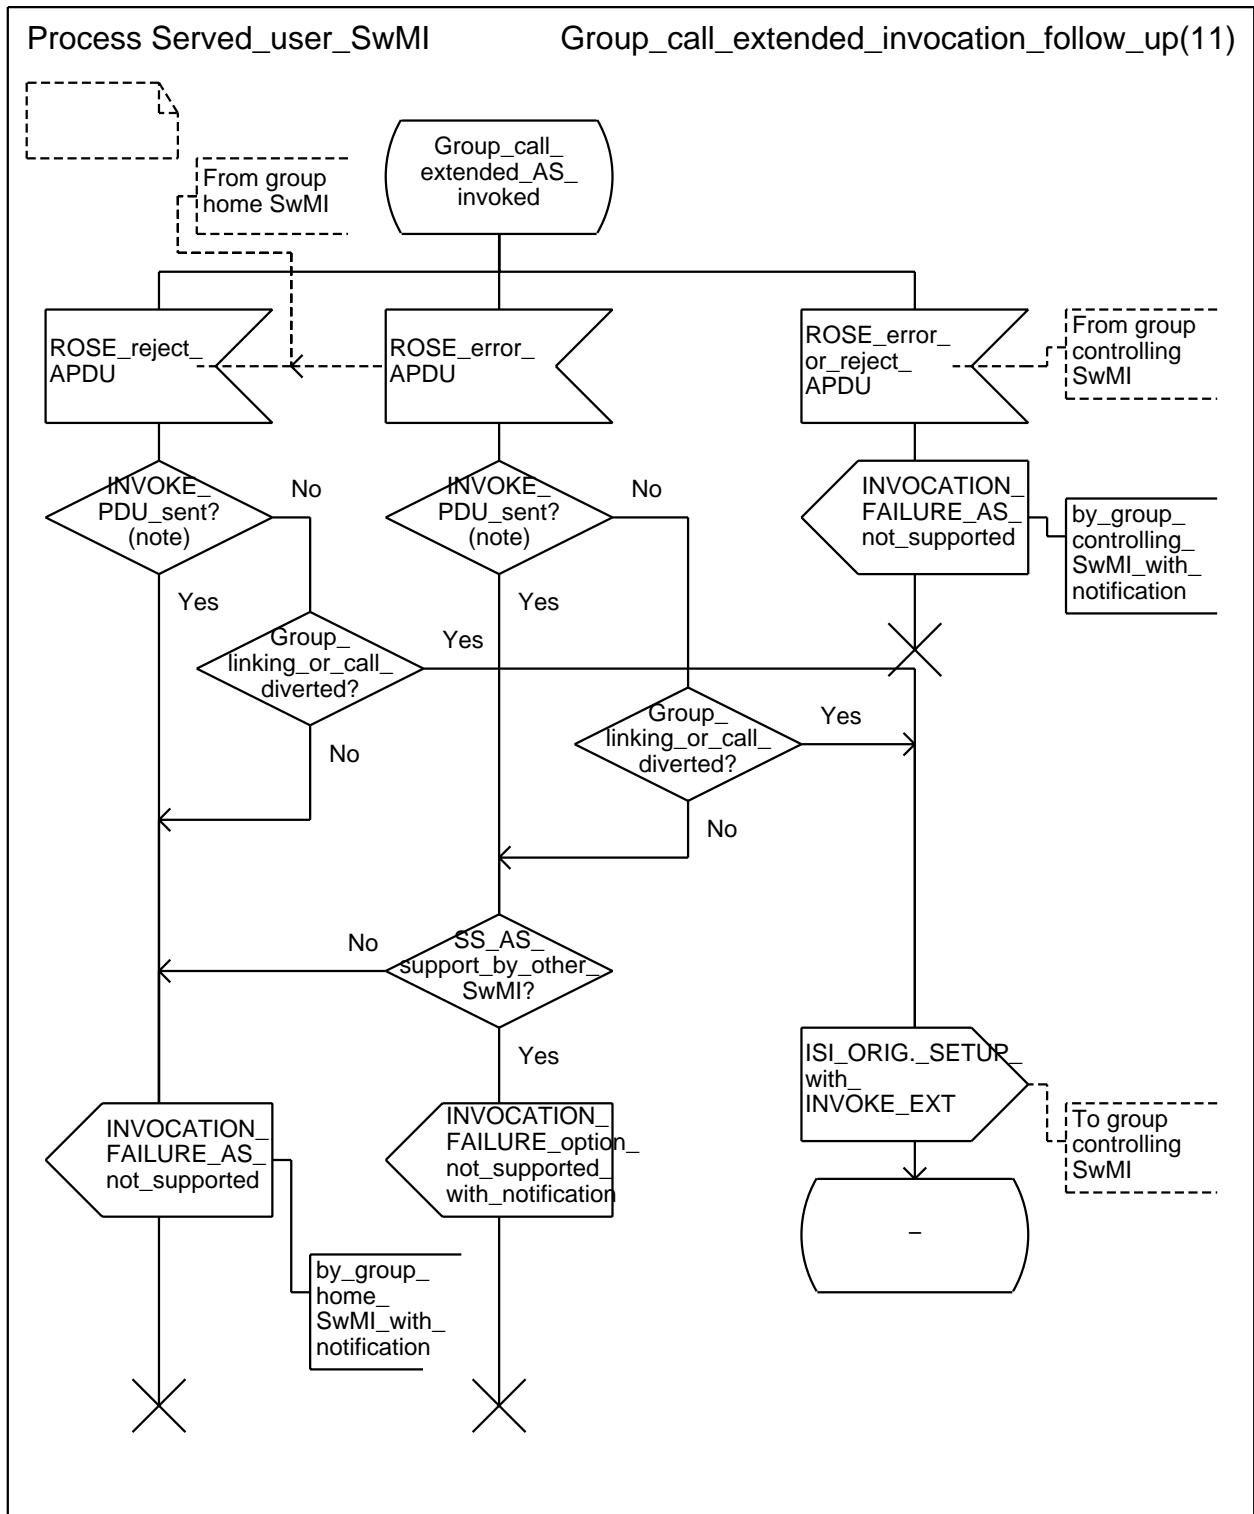 Process Served_user_SwMI
Group_call_extended_invocation_follow_up(11)
Group_call_
extended_AS_
invoked
From group
home SwMI
ROSE_reject_
APDU
ROSE_error_
APDU
ROSE_error_
or_reject_
APDU
From group
controlling
SwMI
INVOKE_
PDU_sent?
(note)
No
Yes
INVOKE_
PDU_sent?
(note)
No
Yes
INVOCATION_
FAILURE_AS_
not_supported
by_group_
controlling_
SwMI_with_
notification
Group_
linking_or_call_
diverted?
Yes
No
Group_
linking_or_call_
diverted?
Yes
No
SS_AS_
support_by_other_
SwMI?
No
Yes
ISI_ORIG._SETUP_
with_
INVOKE_EXT
To group
controlling
SwMI
INVOCATION_
FAILURE_AS_
not_supported
INVOCATION_
FAILURE_option_
not_supported_
with_notification
–
by_group_
home_
SwMI_with_
notification